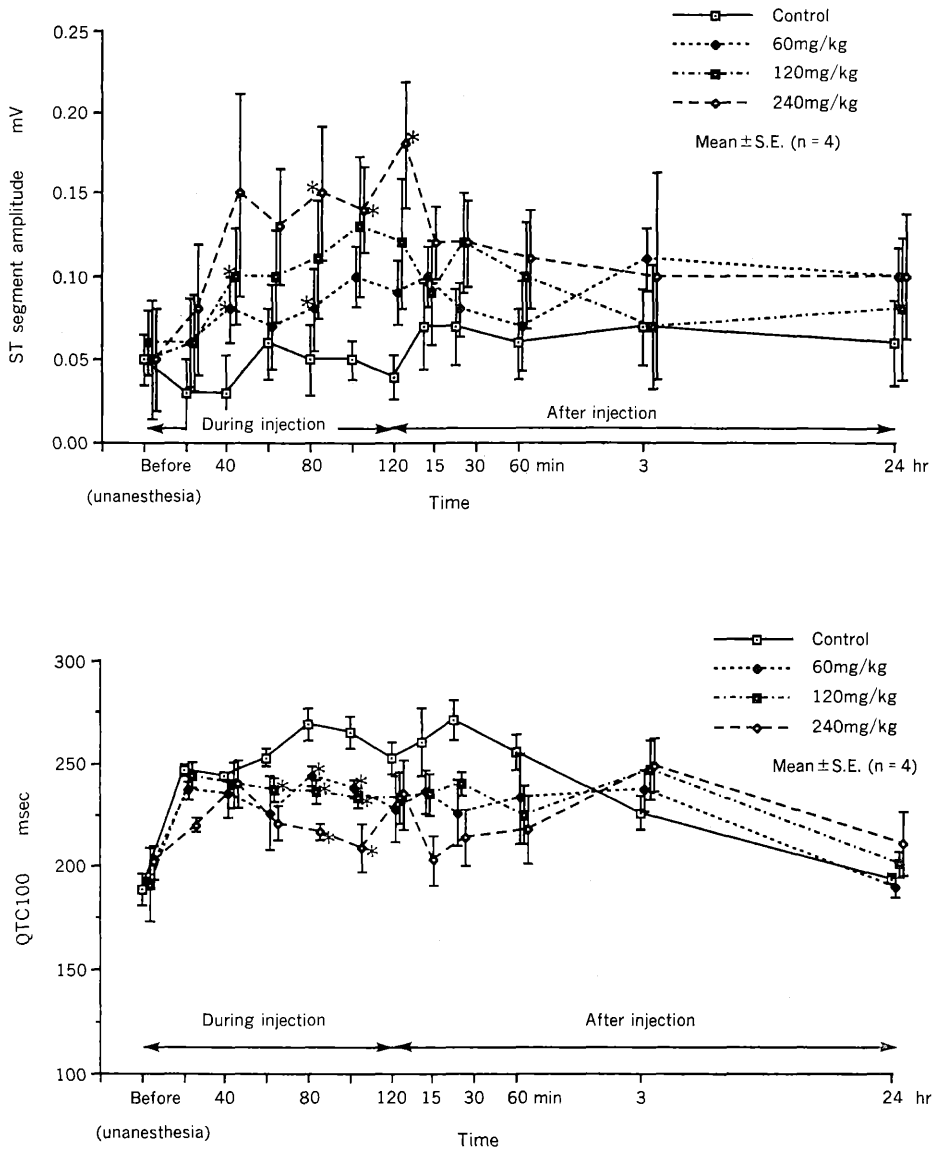 Control
60mg/kg
120mg/kg
240mg/kg
Mean±S.E. (n = 4)
ST segment amplitude mV
0.25
0.20
0.15
0.10
0.05
0.00
During injection
After injection
Before 40 80 120 15 30 60 min 3 24 hr
(unanesthesia)
Time
Control
60mg/kg
120mg/kg
240mg/kg
Mean±S.E. (n = 4)
QTC100 msec
300
250
200
150
100
During injection
After injection
Before 40 80 120 15 30 60 min 3 24 hr
(unanesthesia)
Time